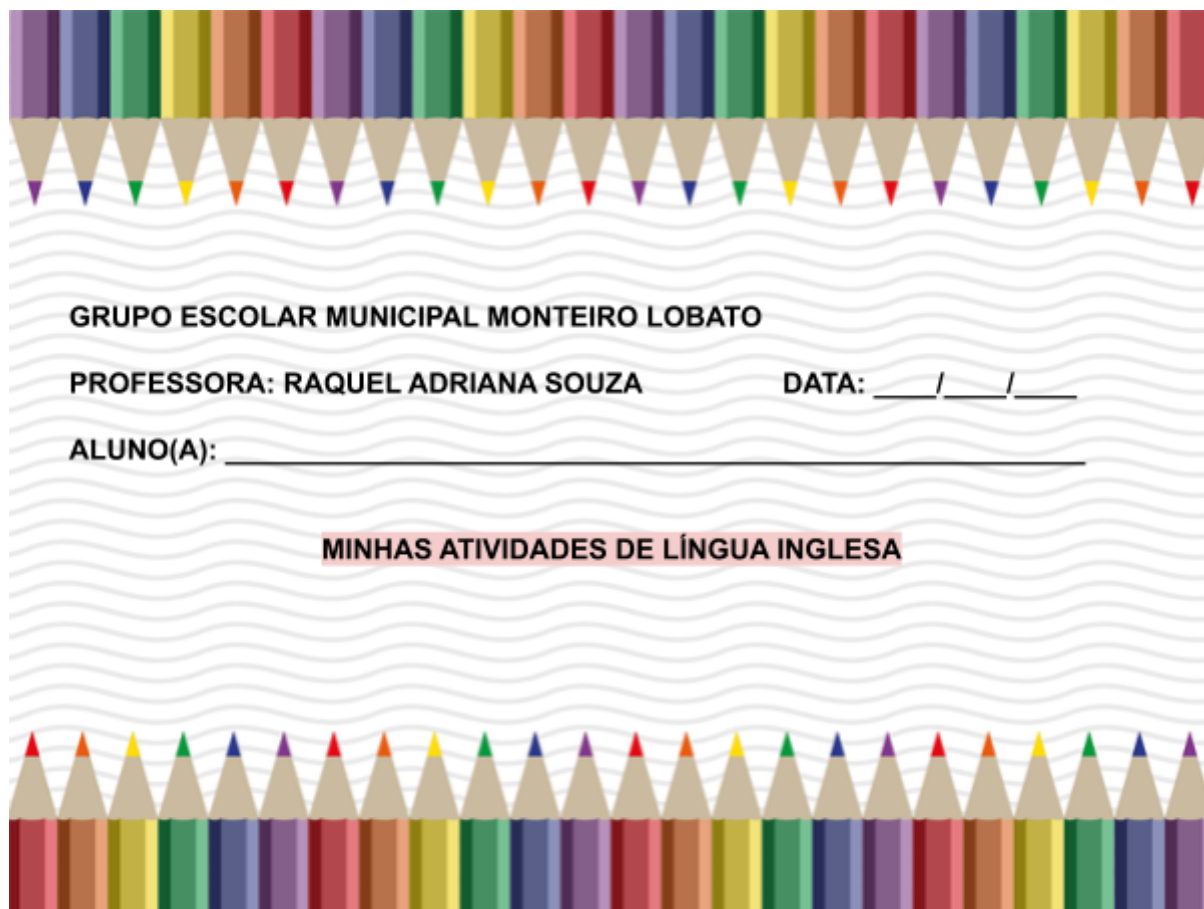 GRUPO ESCOLAR MUNICIPAL MONTEIRO LOBATO
PROFESSORA: RAQUEL ADRIANA SOUZA DATA: ____/____/____
ALUNO(A): _______________________________________________________
MINHAS ATIVIDADES DE LÍNGUA INGLESA